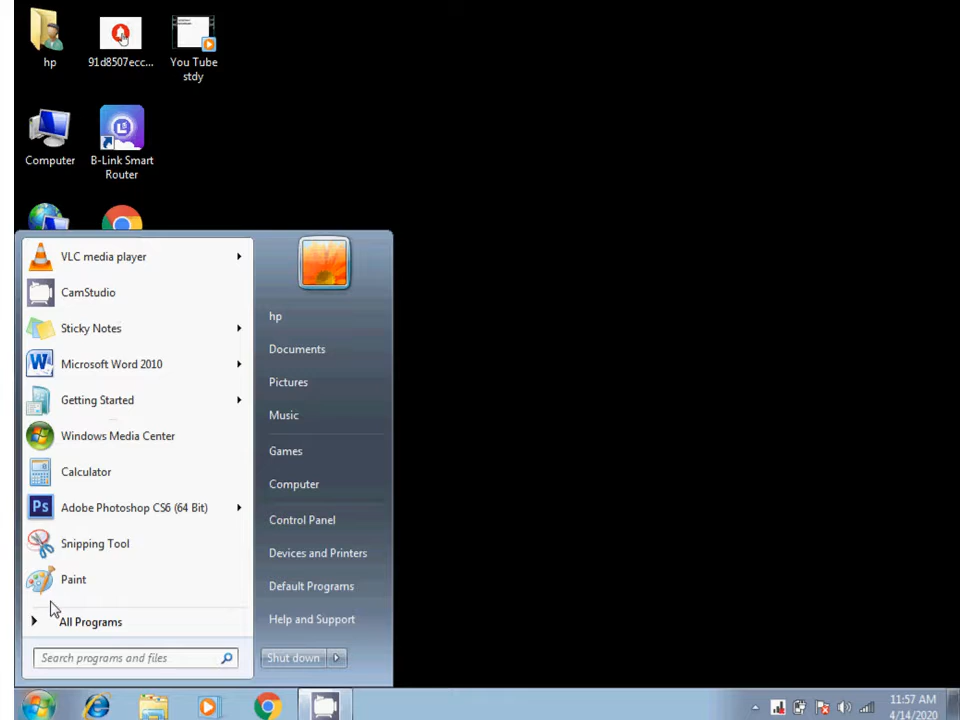 hp
91d8507ecc...
You Tube
stdy
Computer
B-Link Smart
Router
VLC media player
CamStudio
Sticky Notes
Microsoft Word 2010
Getting Started
Windows Media Center
Calculator
Adobe Photoshop CS6 (64 Bit)
Snipping Tool
Paint
All Programs
Search programs and files
hp
Documents
Pictures
Music
Games
Computer
Control Panel
Devices and Printers
Default Programs
Help and Support
Shut down
11:57 AM
4/14/2020